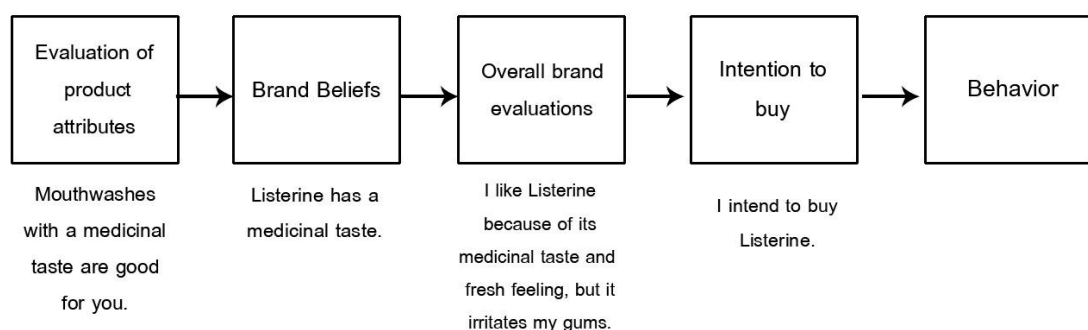 Evaluation of
product
attributes
Brand Beliefs
Overall brand
evaluations
Intention to
buy
Behavior
Mouthwashes
with a medicinal
taste are good
for you.
Listerine has a
medicinal taste.
I like Listerine
because of its
medicinal taste and
fresh feeling, but it
irritates my gums.
I intend to buy
Listerine.